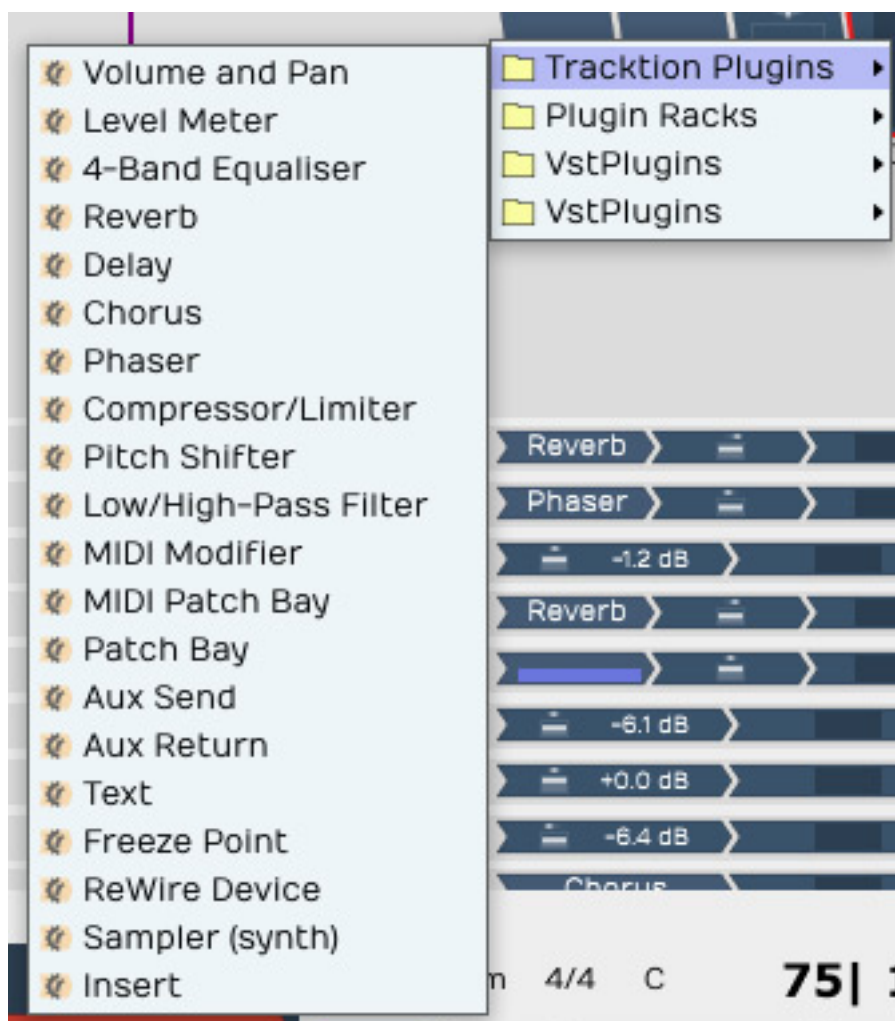 Volume and Pan
Level Meter
4-Band Equaliser
Reverb
Delay
Chorus
Phaser
Compressor/Limiter
Pitch Shifter
Low/High-Pass Filter
MIDI Modifier
MIDI Patch Bay
Patch Bay
Aux Send
Aux Return
Text
Freeze Point
ReWire Device
Sampler (synth)
Insert
Tracktion Plugins
Plugin Racks
VstPlugins
VstPlugins
Reverb
Phaser
-1.2 dB
Reverb
-6.1 dB
+0.0 dB
-6.4 dB
Chorus
4/4 C 75|